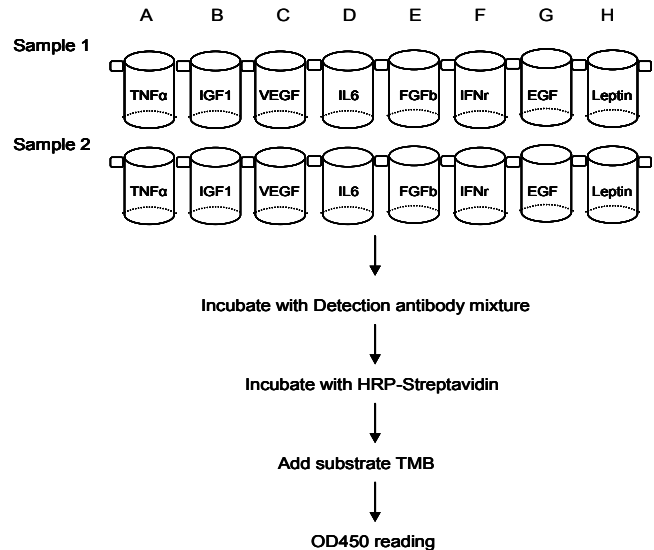 A B C D E F G H
Sample 1
TNFα IGF1 VEGF IL6 FGFb IFNr EGF Leptin
Sample 2
TNFα IGF1 VEGF IL6 FGFb IFNr EGF Leptin
Incubate with Detection antibody mixture
Incubate with HRP-Streptavidin
Add substrate TMB
OD450 reading